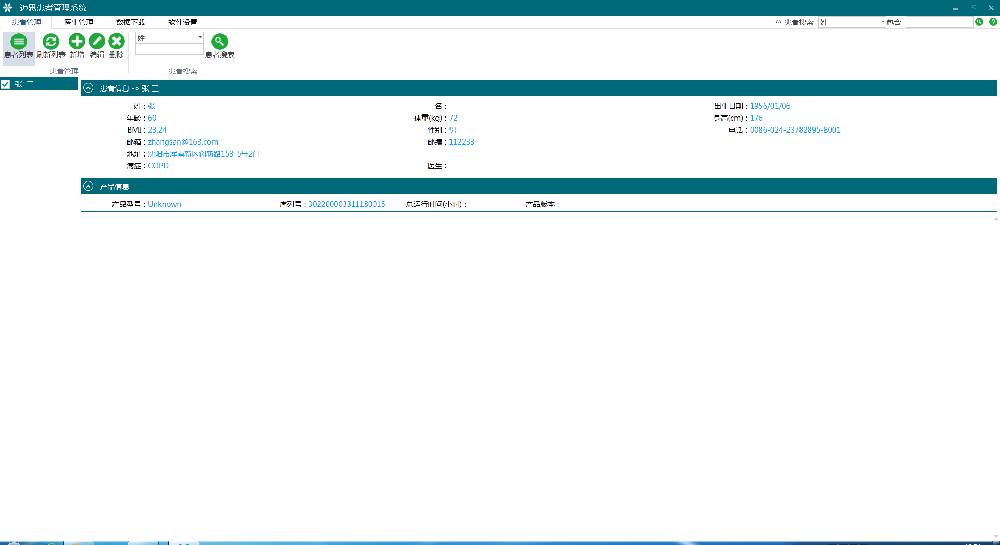 迈思患者管理系统
患者管理 医生管理 数据下载 软件设置 患者搜索 姓 包含
姓
患者列表 刷新列表 新增 编辑 删除 患者搜索
患者管理 患者搜索
张 三
患者信息 -> 张 三
姓：张 名：三 出生日期：1956/01/06
年龄：60 体重(kg)：72 身高(cm)：176
BMI：23.24 性别：男 电话：0086-024-23782895-8001
邮箱：zhangsan@163.com 邮编：112233
地址：沈阳市浑南新区创新路153-5号2门
病症：COPD 医生：
产品信息
产品型号：Unknown 序列号：302200003311180015 总运行时间(小时)： 产品版本：